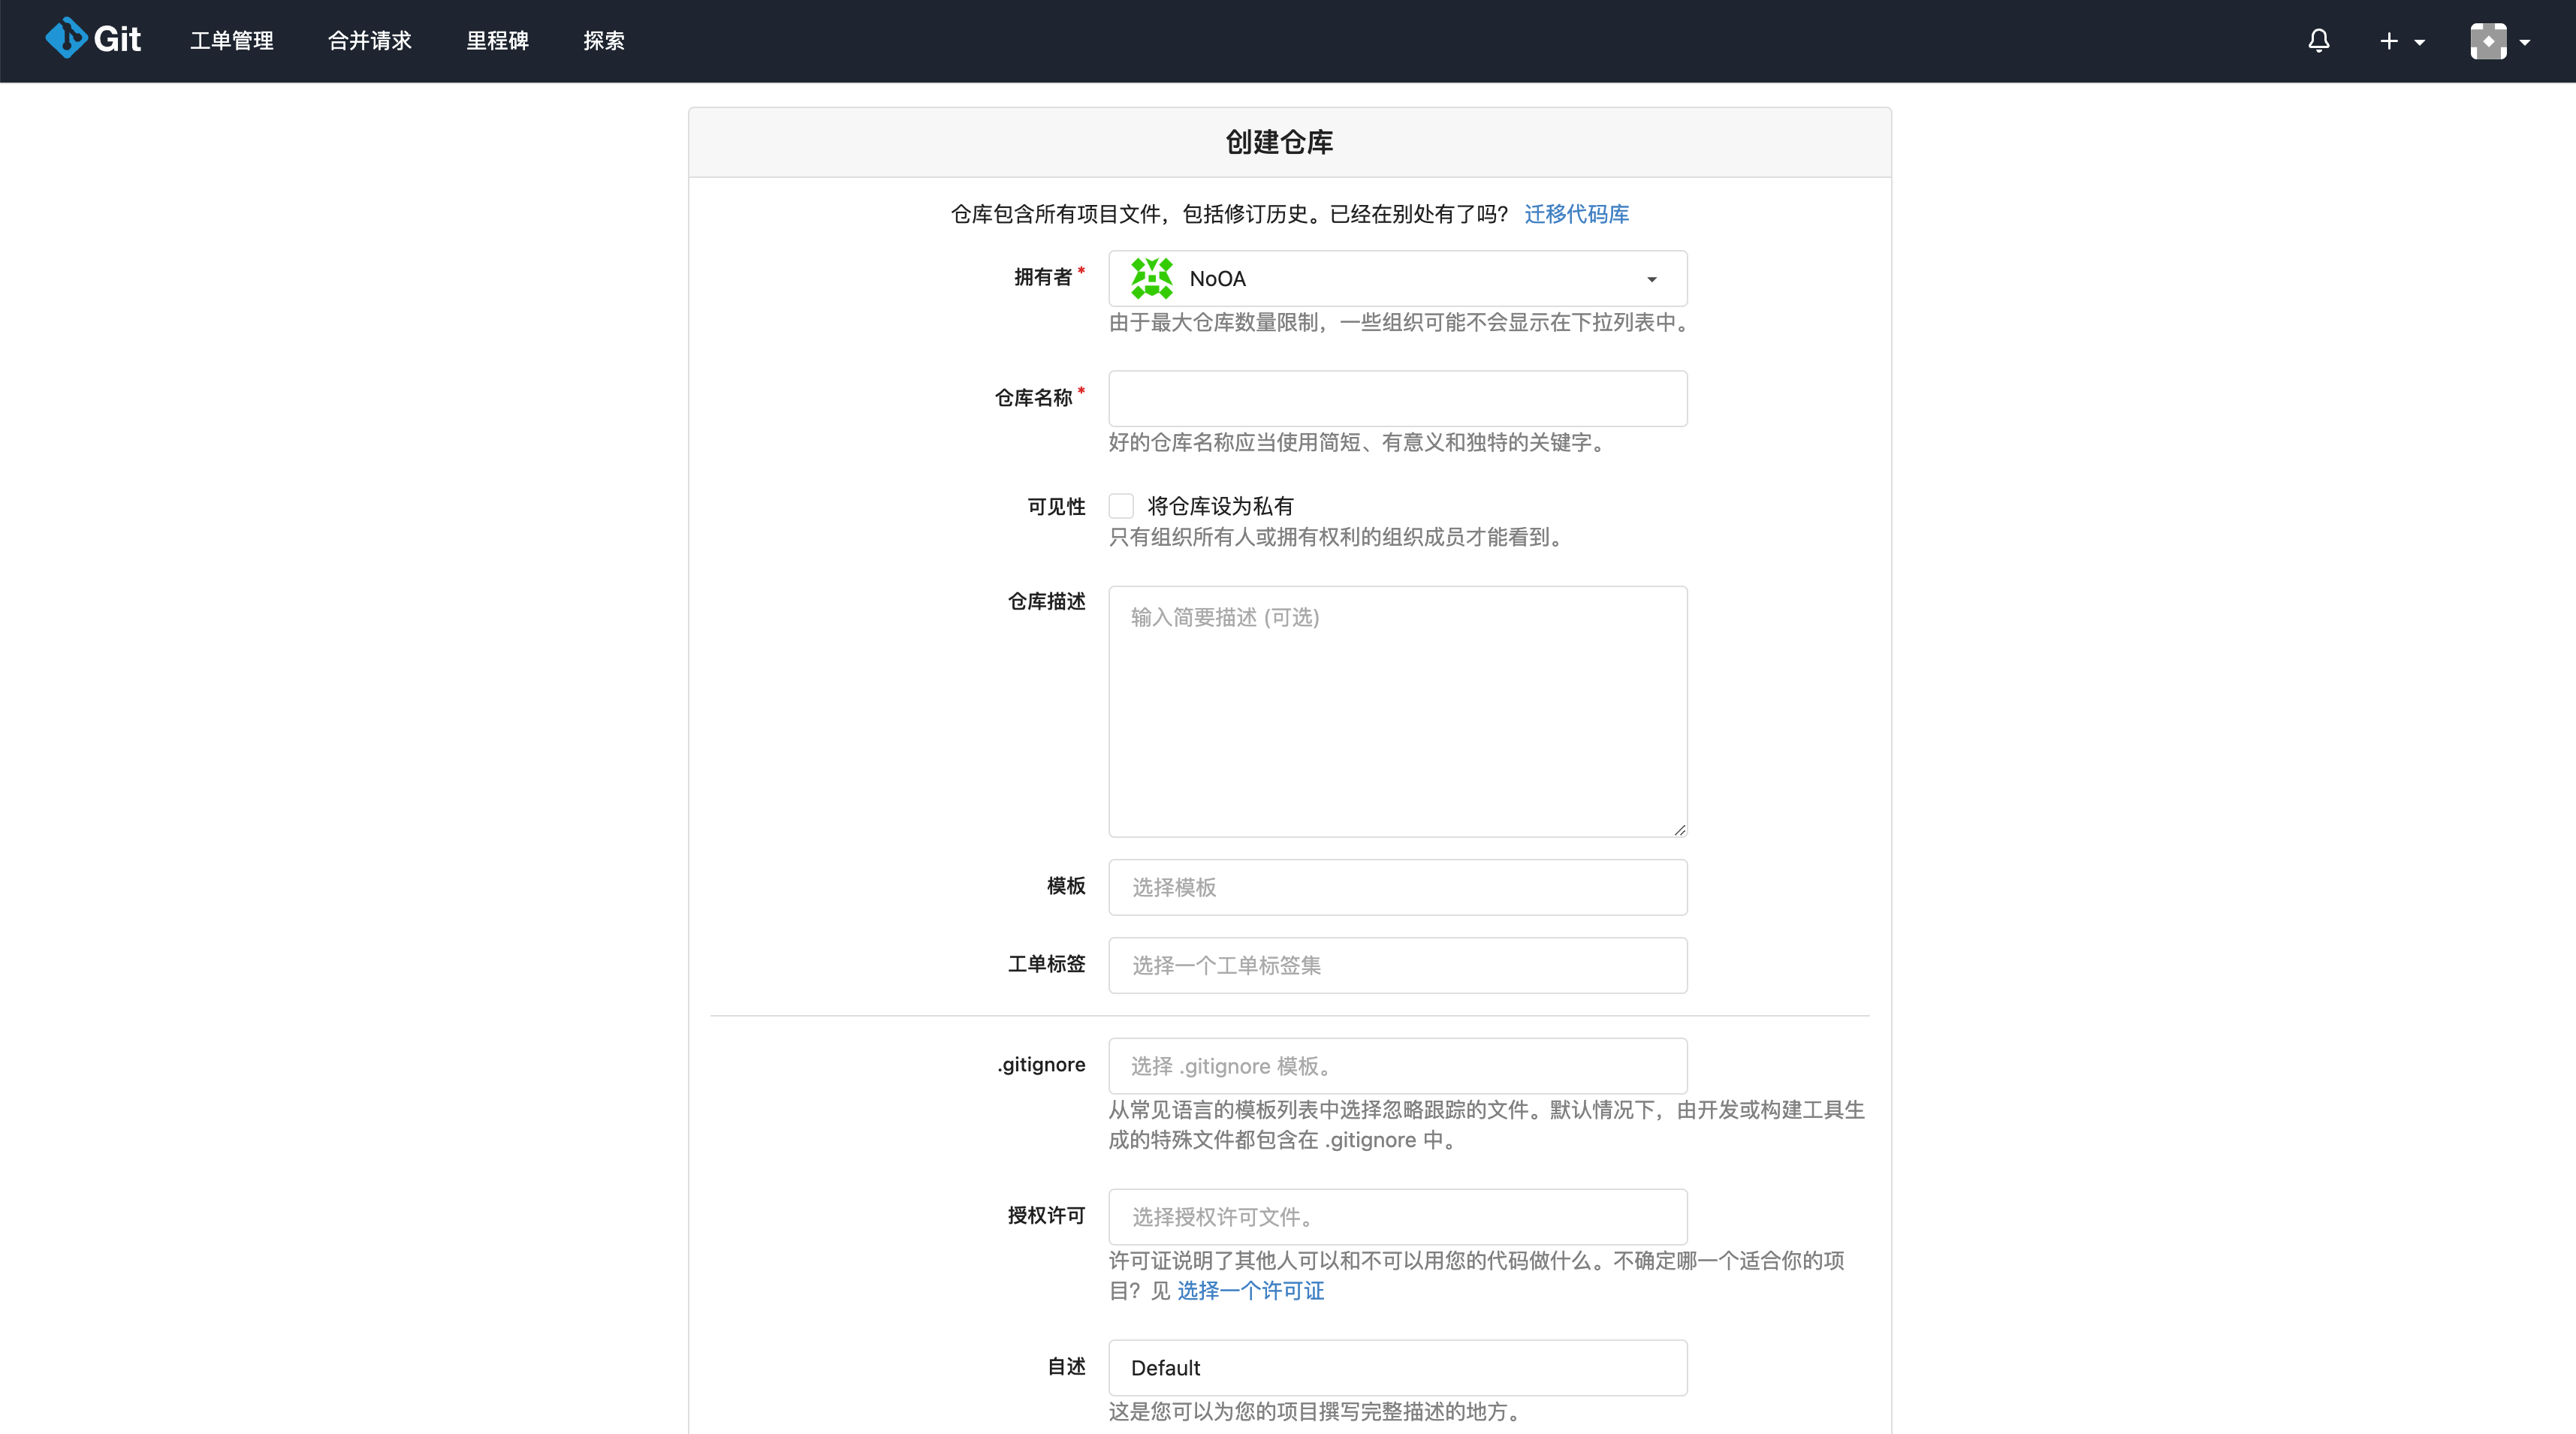 Git 工单管理 合并请求 里程碑 探索
创建仓库
仓库包含所有项目文件，包括修订历史。已经在别处有了吗？ 迁移代码库
拥有者* NoOA
由于最大仓库数量限制，一些组织可能不会显示在下拉列表中。
仓库名称*
好的仓库名称应当使用简短、有意义和独特的关键字。
可见性 将仓库设为私有
只有组织所有人或拥有权利的组织成员才能看到。
仓库描述 输入简要描述 (可选)
模板 选择模板
工单标签 选择一个工单标签集
.gitignore 选择 .gitignore 模板。
从常见语言的模板列表中选择忽略跟踪的文件。默认情况下，由开发或构建工具生
成的特殊文件都包含在 .gitignore 中。
授权许可 选择授权许可文件。
许可证说明了其他人可以和不可以用您的代码做什么。不确定哪一个适合你的项
目？见 选择一个许可证
自述 Default
这是您可以为您的项目撰写完整描述的地方。